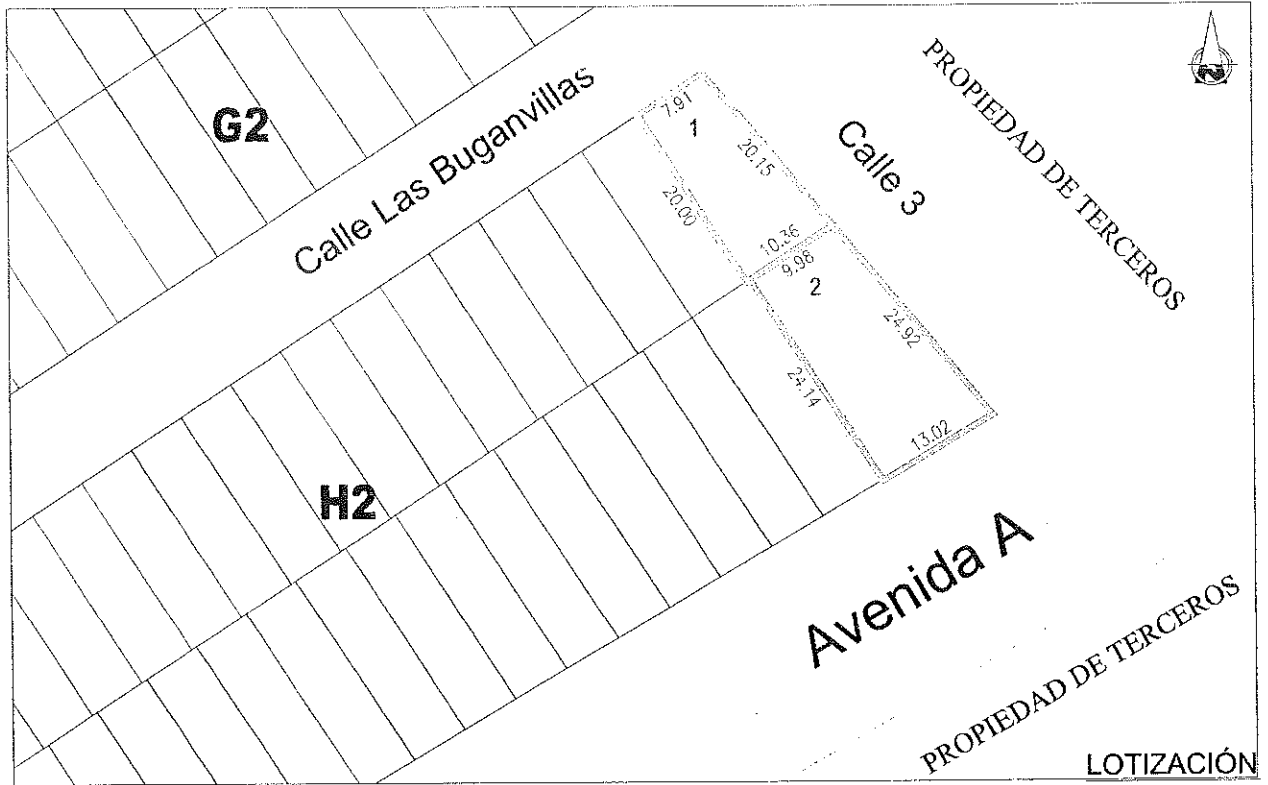 G2
Calle Las Buganvillas
7.91
1
20.15
20.00
10.36
Calle 3
PROPIEDAD DE TERCEROS
9.98
2
24.92
24.14
13.02
H2
Avenida A
PROPIEDAD DE TERCEROS
LOTIZACIÓN